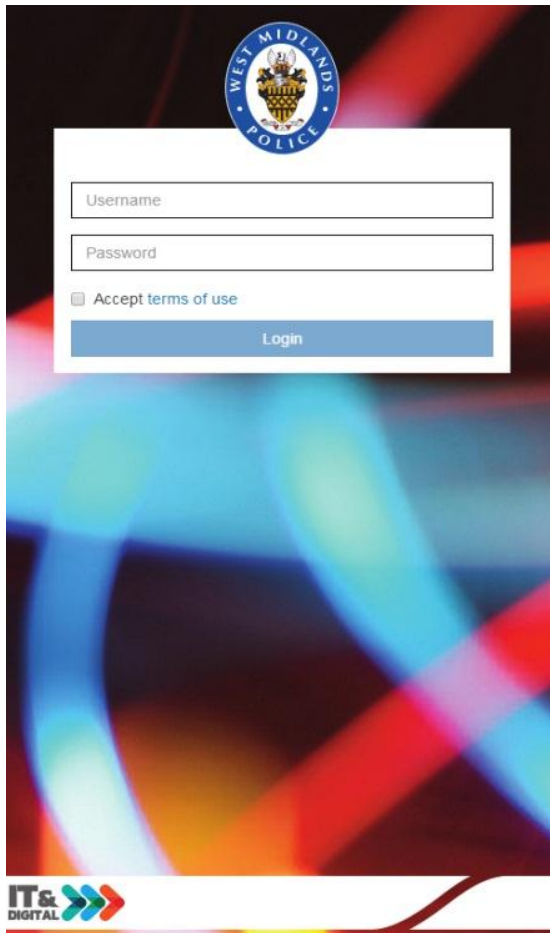 WEST MIDLANDS
POLICE
Username
Password
Accept terms of use
Login
IT&
DIGITAL